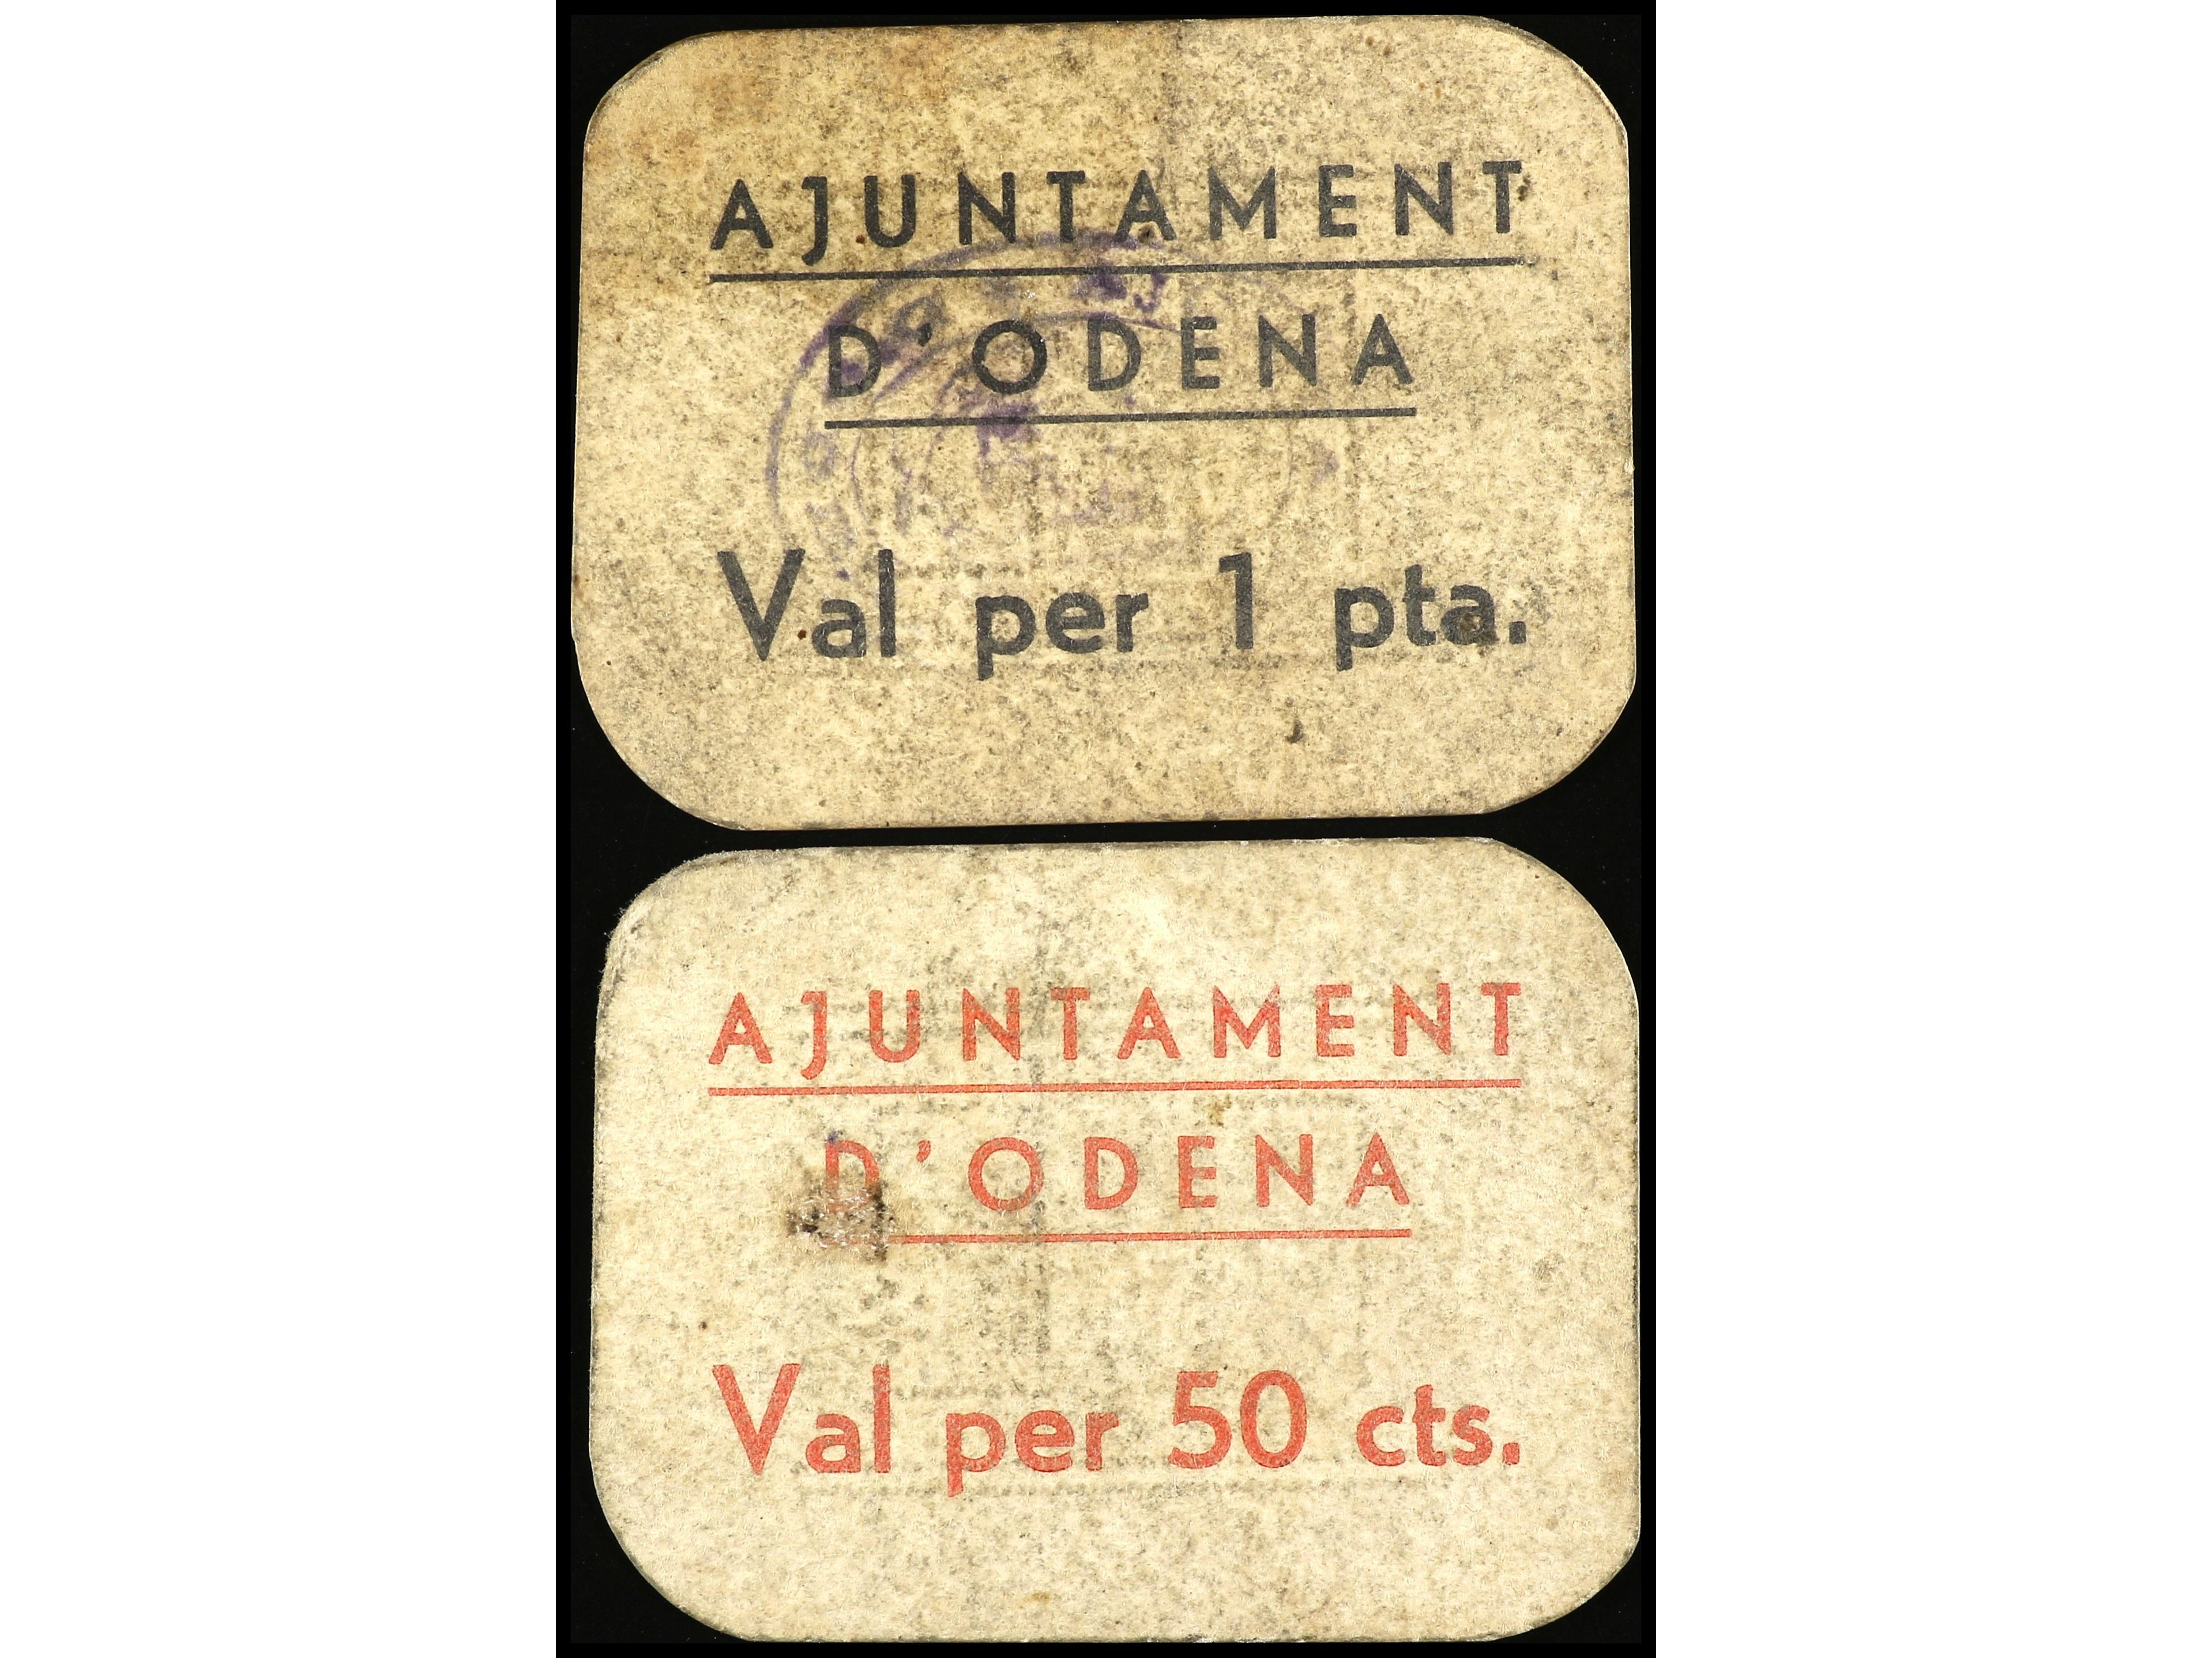 AJUNTAMENT
D'ODENA
Val per 1 pta.
AJUNTAMENT
D'ODENA
Val per 50 cts.